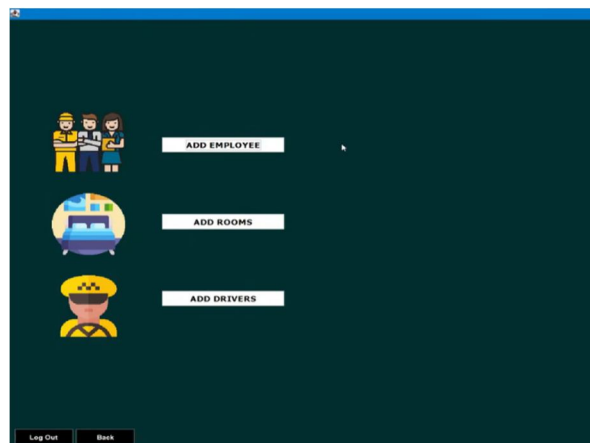 ADD EMPLOYEE
ADD ROOMS
ADD DRIVERS
Log Out Back